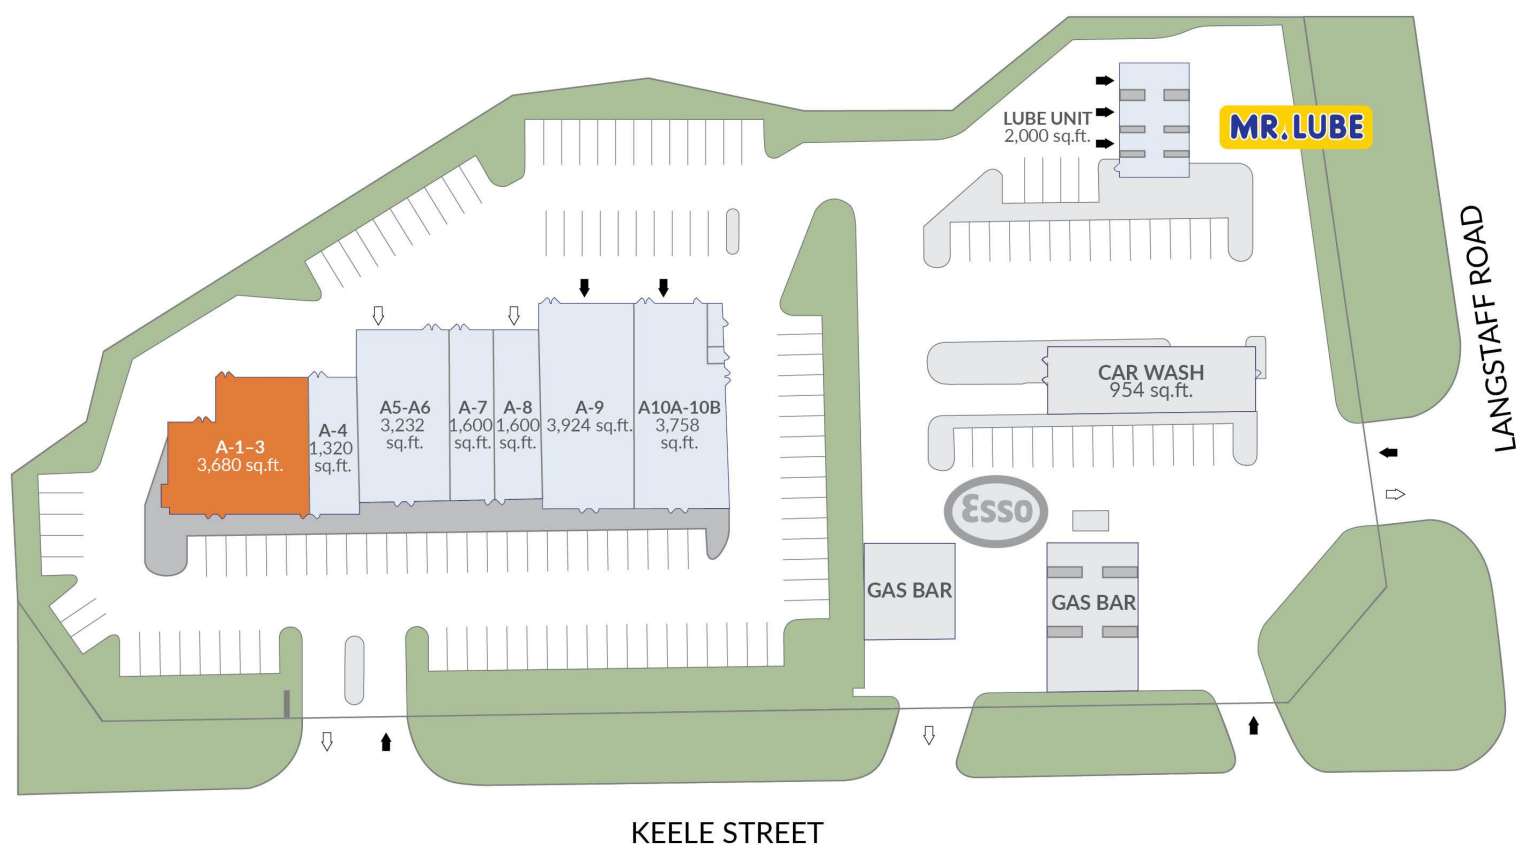 LUBE UNIT
2,000 sq.ft.
MR.LUBE
LANGSTAFF ROAD
A-1–3
3,680 sq.ft.
A-4
1,320
sq.ft.
A5-A6
3,232
sq.ft.
A-7
1,600
sq.ft.
A-8
1,600
sq.ft.
A-9
3,924 sq.ft.
A10A-10B
3,758
sq.ft.
CAR WASH
954 sq.ft.
Esso
GAS BAR
GAS BAR
KEELE STREET